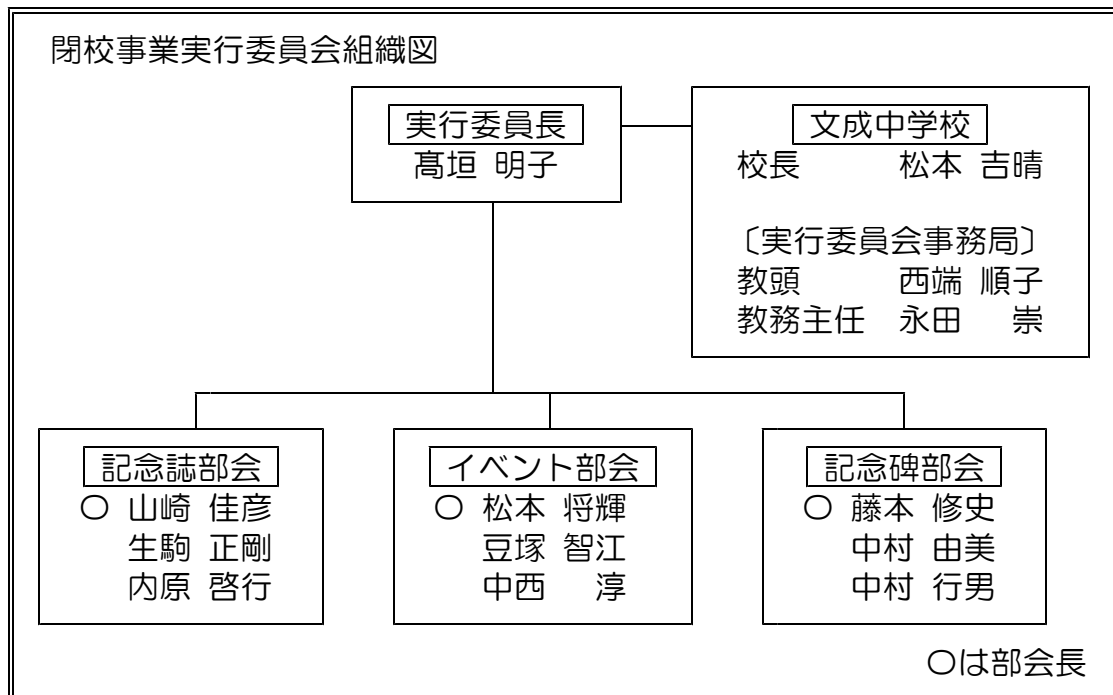 閉校事業実行委員会組織図
実行委員長
髙垣 明子
文成中学校
校長 松本 吉晴
〔実行委員会事務局〕
教頭 西端 順子
教務主任 永田 崇
記念誌部会
〇 山崎 佳彦
生駒 正剛
内原 啓行
イベント部会
〇 松本 将輝
豆塚 智江
中西 淳
記念碑部会
〇 藤本 修史
中村 由美
中村 行男
〇は部会長